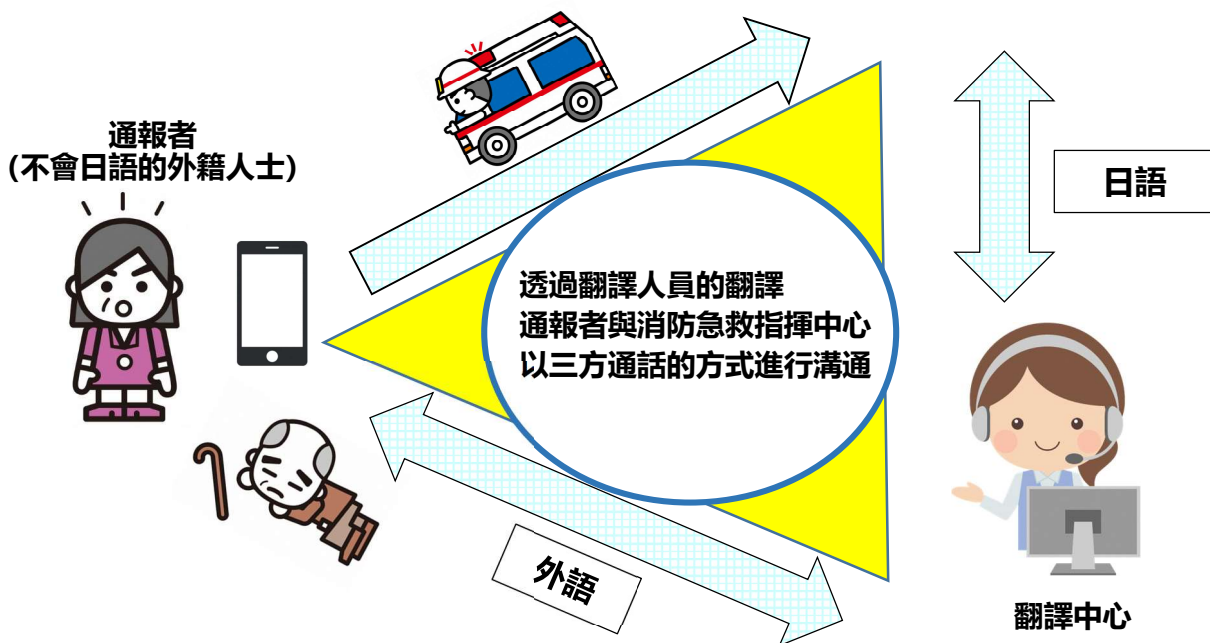 通報者
(不會日語的外籍人士)
日語
透過翻譯人員的翻譯
通報者與消防急救指揮中心
以三方通話的方式進行溝通
外語
翻譯中心